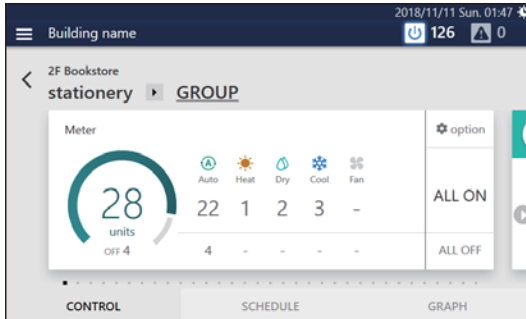 2018/11/11 Sun. 01:47
Building name
126
0
2F Bookstore
stationery
GROUP
Meter
option
Auto Heat Dry Cool Fan
28
22 1 2 3 -
units
ALL ON
OFF 4
4 - - - -
ALL OFF
CONTROL SCHEDULE GRAPH